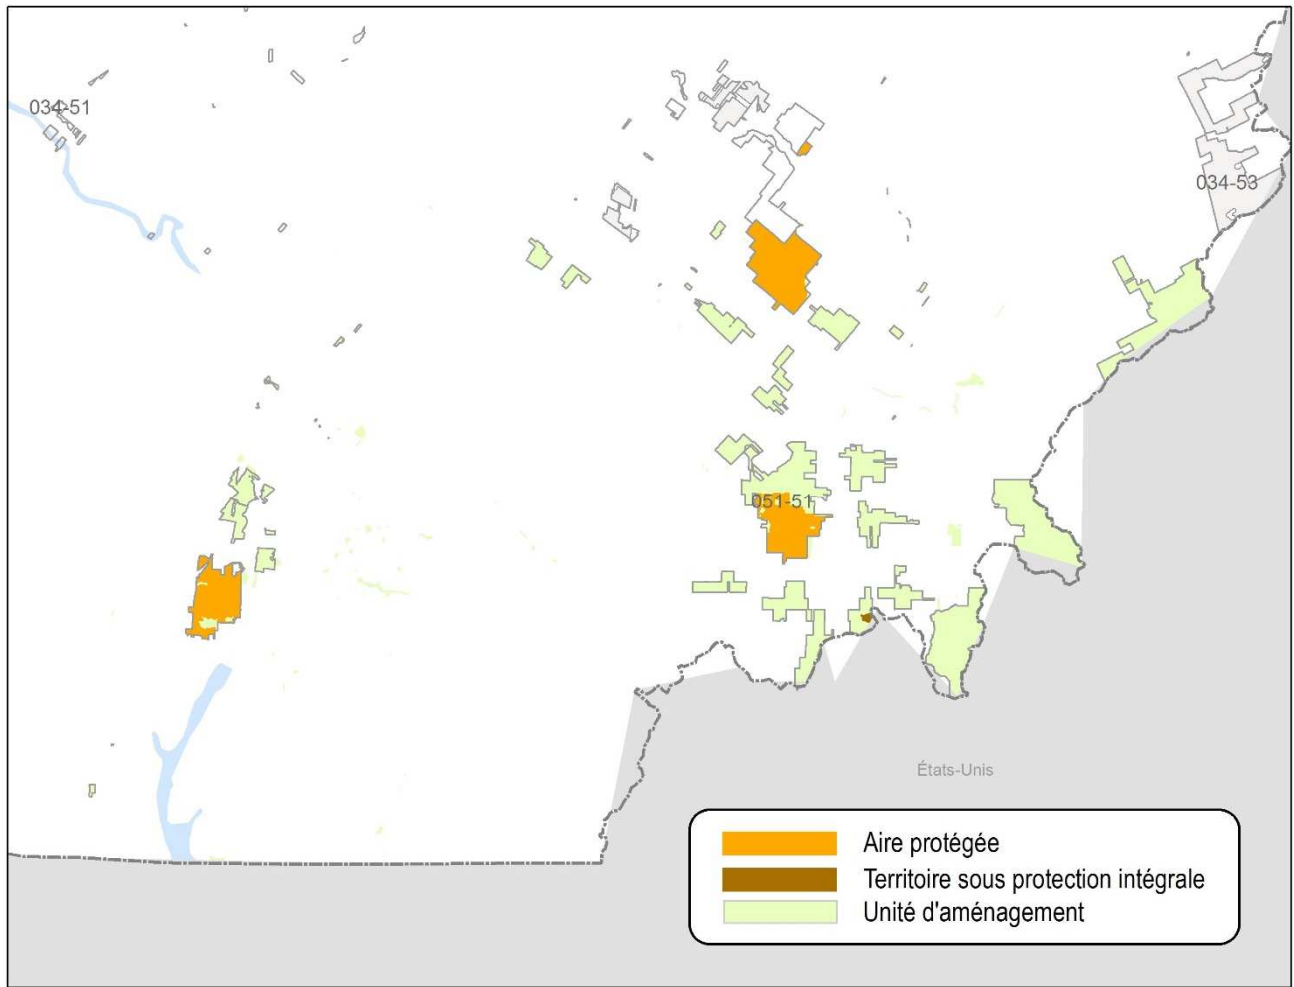 034-51
034-53
051-51
États-Unis
Aire protégée
Territoire sous protection intégrale
Unité d'aménagement